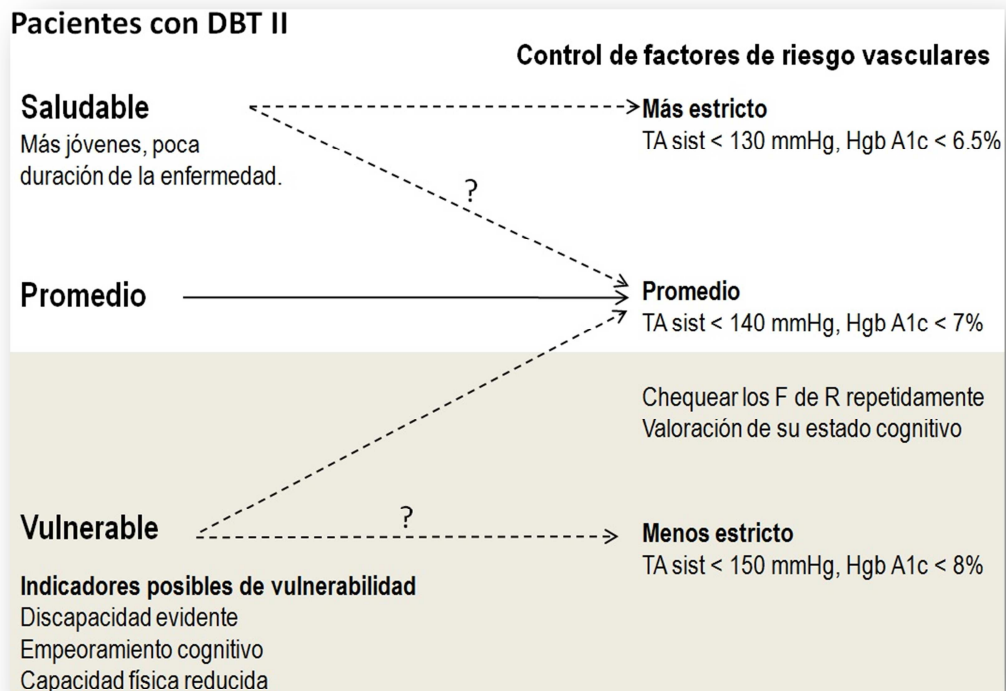 Pacientes con DBT II
Control de factores de riesgo vasculares
Saludable
Más jóvenes, poca
duración de la enfermedad.
Más estricto
TA sist < 130 mmHg, Hgb A1c < 6.5%
?
Promedio
Promedio
TA sist < 140 mmHg, Hgb A1c < 7%
Chequear los F de R repetidamente
Valoración de su estado cognitivo
Vulnerable
?
Menos estricto
TA sist < 150 mmHg, Hgb A1c < 8%
Indicadores posibles de vulnerabilidad
Discapacidad evidente
Empeoramiento cognitivo
Capacidad física reducida